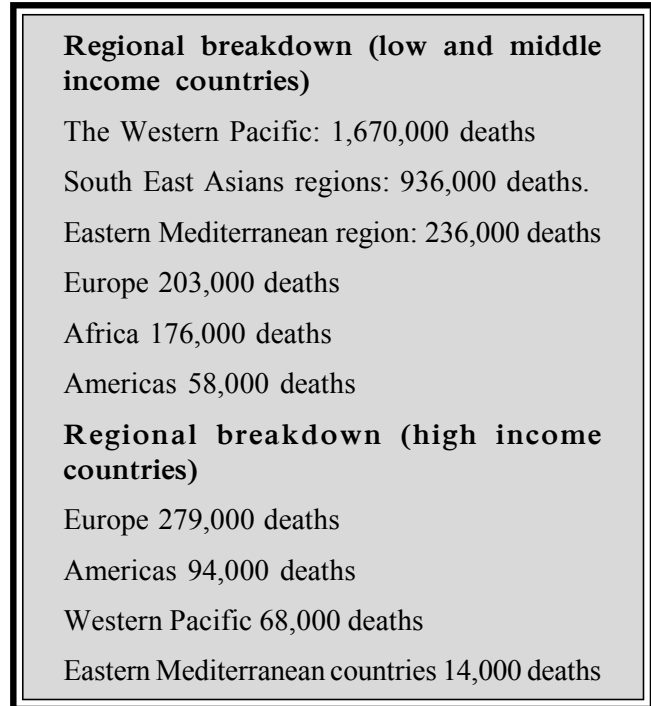 Regional breakdown (low and middle
income countries)
The Western Pacific: 1,670,000 deaths
South East Asians regions: 936,000 deaths.
Eastern Mediterranean region: 236,000 deaths
Europe 203,000 deaths
Africa 176,000 deaths
Americas 58,000 deaths
Regional breakdown (high income
countries)
Europe 279,000 deaths
Americas 94,000 deaths
Western Pacific 68,000 deaths
Eastern Mediterranean countries 14,000 deaths